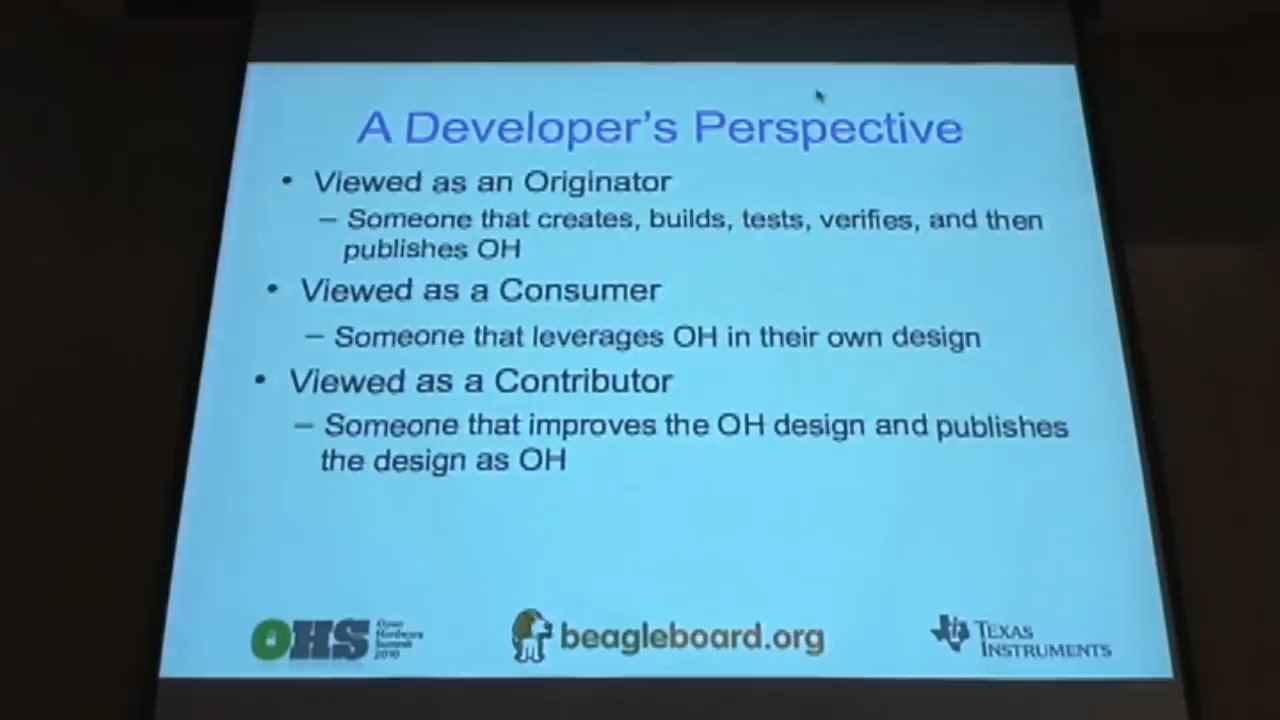 A Developer's Perspective
• Viewed as an Originator
– Someone that creates, builds, tests, verifies, and then
publishes OH
• Viewed as a Consumer
– Someone that leverages OH in their own design
• Viewed as a Contributor
– Someone that improves the OH design and publishes
the design as OH
OHS
Open
Hardware
Summit
2010
beagleboard.org
TEXAS
INSTRUMENTS